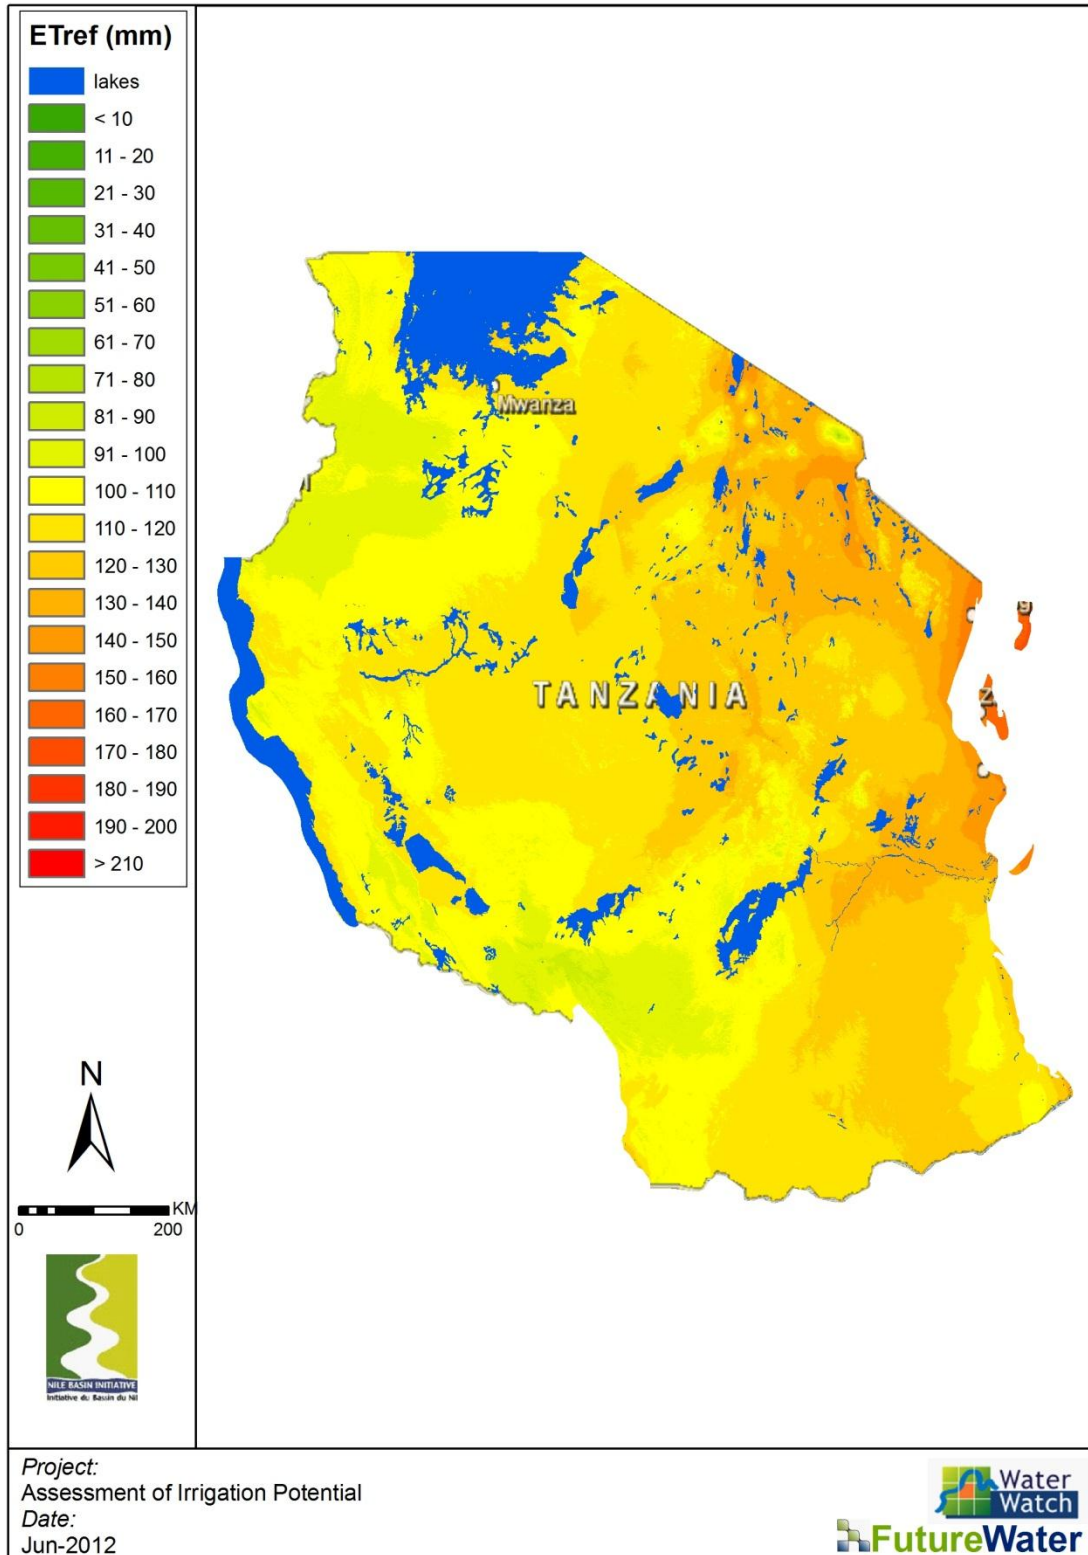 ETref (mm)
lakes
< 10
11 - 20
21 - 30
31 - 40
41 - 50
51 - 60
61 - 70
71 - 80
81 - 90
91 - 100
100 - 110
110 - 120
120 - 130
130 - 140
140 - 150
150 - 160
160 - 170
170 - 180
180 - 190
190 - 200
> 210
Mwanza
TANZANIA
Z
N
KM
0 200
NILE BASIN INITIATIVE
Initiative du Bassin du Nil
Project:
Assessment of Irrigation Potential
Date:
Jun-2012
Water
Watch
FutureWater